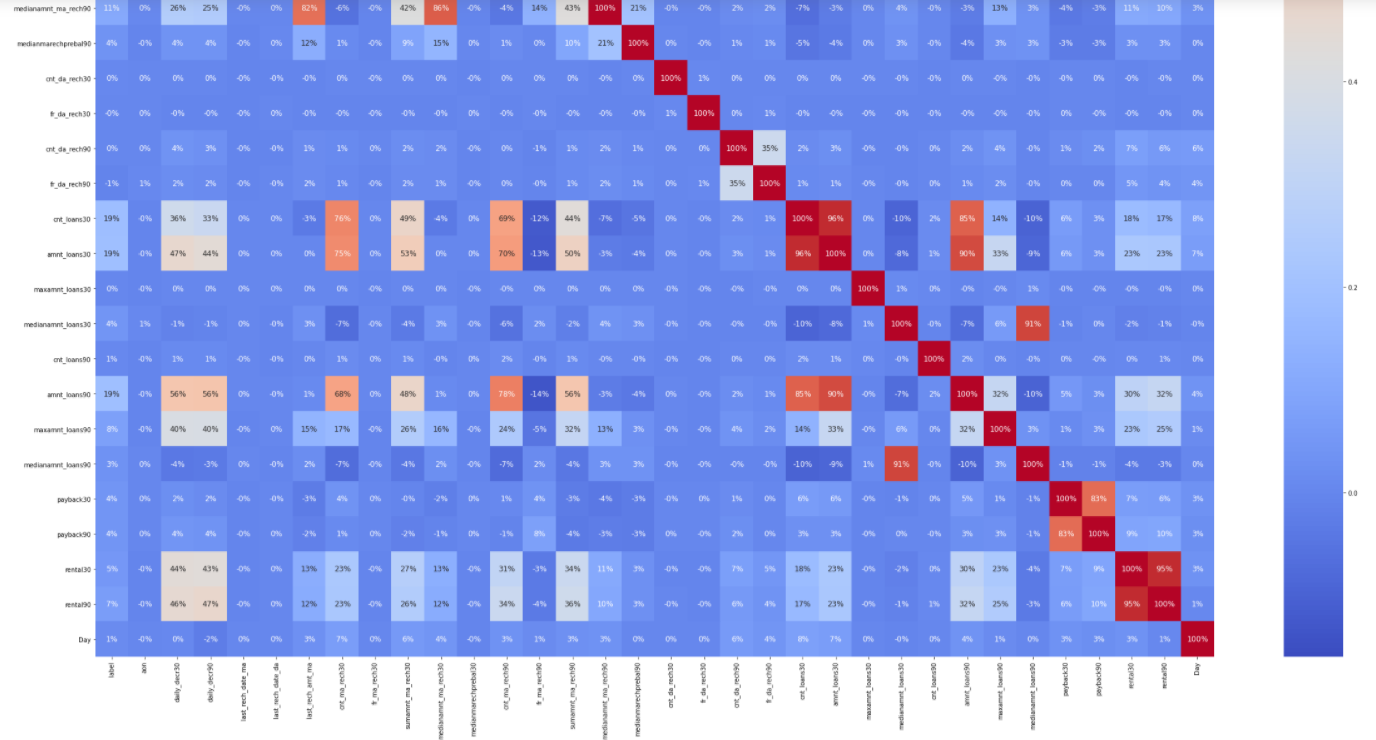 medianamnt_ma_rech90 11% -0% 26% 25% -0% 0% 82% -6% -0% 42% 86% -0% -4% 14% 43% 100% 21% -0% -0% 2% 2% -7% -3% -0% 4% -0% -3% 13% 3% -4% -3% 11% 10% 3%
medianmarechprebal90 4% -0% 4% 4% -0% 0% 12% 1% -0% 9% 15% 0% 1% 0% 10% 21% 100% 0% -0% 1% 1% -5% -4% 0% 3% -0% -4% 3% 3% -3% -3% 3% 3% 0%
0.4
cnt_da_rech30 0% 0% 0% 0% -0% -0% -0% 0% -0% 0% -0% 0% 0% -0% 0% -0% 0% 100% 1% 0% -0% 0% 0% -0% -0% 0% 0% -0% -0% -0% 0% -0% -0% 0%
fr_da_rech30 -0% -0% -0% -0% -0% -0% -0% 0% -0% -0% -0% -0% 0% -0% -0% -0% -0% 1% 100% 0% 1% -0% -0% -0% -0% 0% -0% -0% -0% -0% -0% -0% -0% -0%
cnt_da_rech90 0% 0% 4% 3% -0% -0% 1% 1% 0% 2% 2% -0% 0% -1% 1% 2% 1% 0% 0% 100% 35% 2% 3% -0% -0% 0% 2% 4% -0% 1% 2% 7% 6% 6%
fr_da_rech90 -1% 1% 2% 2% -0% -0% 2% 1% 0% 2% 1% 0% -0% -0% 1% 2% 1% -0% 1% 35% 100% 1% 1% -0% -0% -0% 1% 2% -0% 0% 0% 5% 4% 4%
cnt_loans30 19% -0% 36% 33% -0% -0% -3% 76% 0% 49% -4% -0% 69% -12% 44% -7% -5% 0% -0% 2% 1% 100% 96% 0% -10% 2% 85% 14% -10% 6% 3% 18% 17% 8%
amnt_loans30 19% -0% 47% 44% -0% 0% 0% 75% 0% 53% 0% -0% 70% -13% 50% -3% -4% 0% -0% 3% 1% 96% 100% 0% -8% 1% 90% 33% -9% 6% 3% 23% 23% 7%
0.2
maxamnt_loans30 0% -0% 0% -0% 0% 0% 0% 0% 0% 0% 0% -0% 0% 0% 0% -0% 0% -0% -0% -0% -0% 0% 0% 100% 1% -0% 0% -0% 1% -0% -0% -0% -0% 0%
medianamnt_loans30 4% 1% -1% -1% 0% 0% 3% -7% -0% -4% 3% -0% -6% 2% -2% 4% 3% -0% -0% -0% -0% -10% -8% 1% 100% -0% -7% 6% 91% -1% 0% -2% -1% -0%
cnt_loans90 1% -0% 1% 1% -0% -0% 0% 1% -0% 1% -0% -0% 2% -0% 1% -0% -0% 0% 0% 0% -0% 2% 1% -0% -0% 100% 2% 0% -0% 0% -0% 0% 1% 0%
amnt_loans90 19% -0% 56% 56% -0% 0% 1% 68% 0% 48% 1% -0% 78% -14% 56% -3% -4% 0% -0% 2% 1% 85% 90% 0% -7% 2% 100% 32% -10% 5% 3% 30% 32% 4%
maxamnt_loans90 8% -0% 40% 40% -0% 0% 15% 17% 0% 26% 16% -0% 24% -5% 32% 13% 3% -0% -0% 4% 2% 14% 33% -0% 6% 0% 32% 100% 3% 1% 3% 23% 25% 1%
medianamnt_loans90 3% 0% -4% -3% 0% -0% 2% -7% -0% -4% 2% 0% -7% 2% -4% 3% 3% -0% -0% -0% -0% -10% -9% 1% 91% -0% -10% 3% 100% -1% -1% -4% -3% 0%
0.0
payback30 4% 0% 2% 2% -0% -0% -3% 4% 0% -0% -2% -0% 1% 4% -3% -4% -3% -0% -0% 1% 0% 6% 6% -0% -1% 0% 5% 1% -1% 100% 83% 7% 6% 3%
payback90 4% 0% 4% 4% -0% 0% -2% 1% 0% -2% -1% 0% -1% 8% -4% -3% -3% 0% -0% 2% 0% 3% 3% -0% 0% -0% 3% 3% -1% 83% 100% 9% 10% 3%
rental30 5% -0% 44% 43% -0% 0% 13% 23% -0% 27% 13% -0% 31% -3% 34% 11% 3% -0% -0% 7% 5% 18% 23% -0% -2% 0% 30% 23% -4% 7% 9% 100% 95% 3%
rental90 7% -0% 46% 47% -0% 0% 12% 23% -0% 26% 12% -0% 34% -4% 36% 10% 3% -0% -0% 6% 4% 17% 23% -0% -1% 1% 32% 25% -3% 6% 10% 95% 100% 1%
Day 1% -0% 0% -2% -0% 0% 3% 7% -0% 6% 4% -0% 3% 1% 3% 3% 0% 0% -0% 6% 4% 8% 7% 0% -0% 0% 4% 1% 0% 3% 3% 3% 1% 100%
label
aon
daily_decr30
daily_decr90
last_rech_date_ma
last_rech_date_da
last_rech_amt_ma
cnt_ma_rech30
fr_ma_rech30
sumamnt_ma_rech30
medianamnt_ma_rech30
medianmarechprebal30
cnt_ma_rech90
fr_ma_rech90
sumamnt_ma_rech90
medianamnt_ma_rech90
medianmarechprebal90
cnt_da_rech30
fr_da_rech30
cnt_da_rech90
fr_da_rech90
cnt_loans30
amnt_loans30
maxamnt_loans30
medianamnt_loans30
cnt_loans90
amnt_loans90
maxamnt_loans90
medianamnt_loans90
payback30
payback90
rental30
rental90
Day